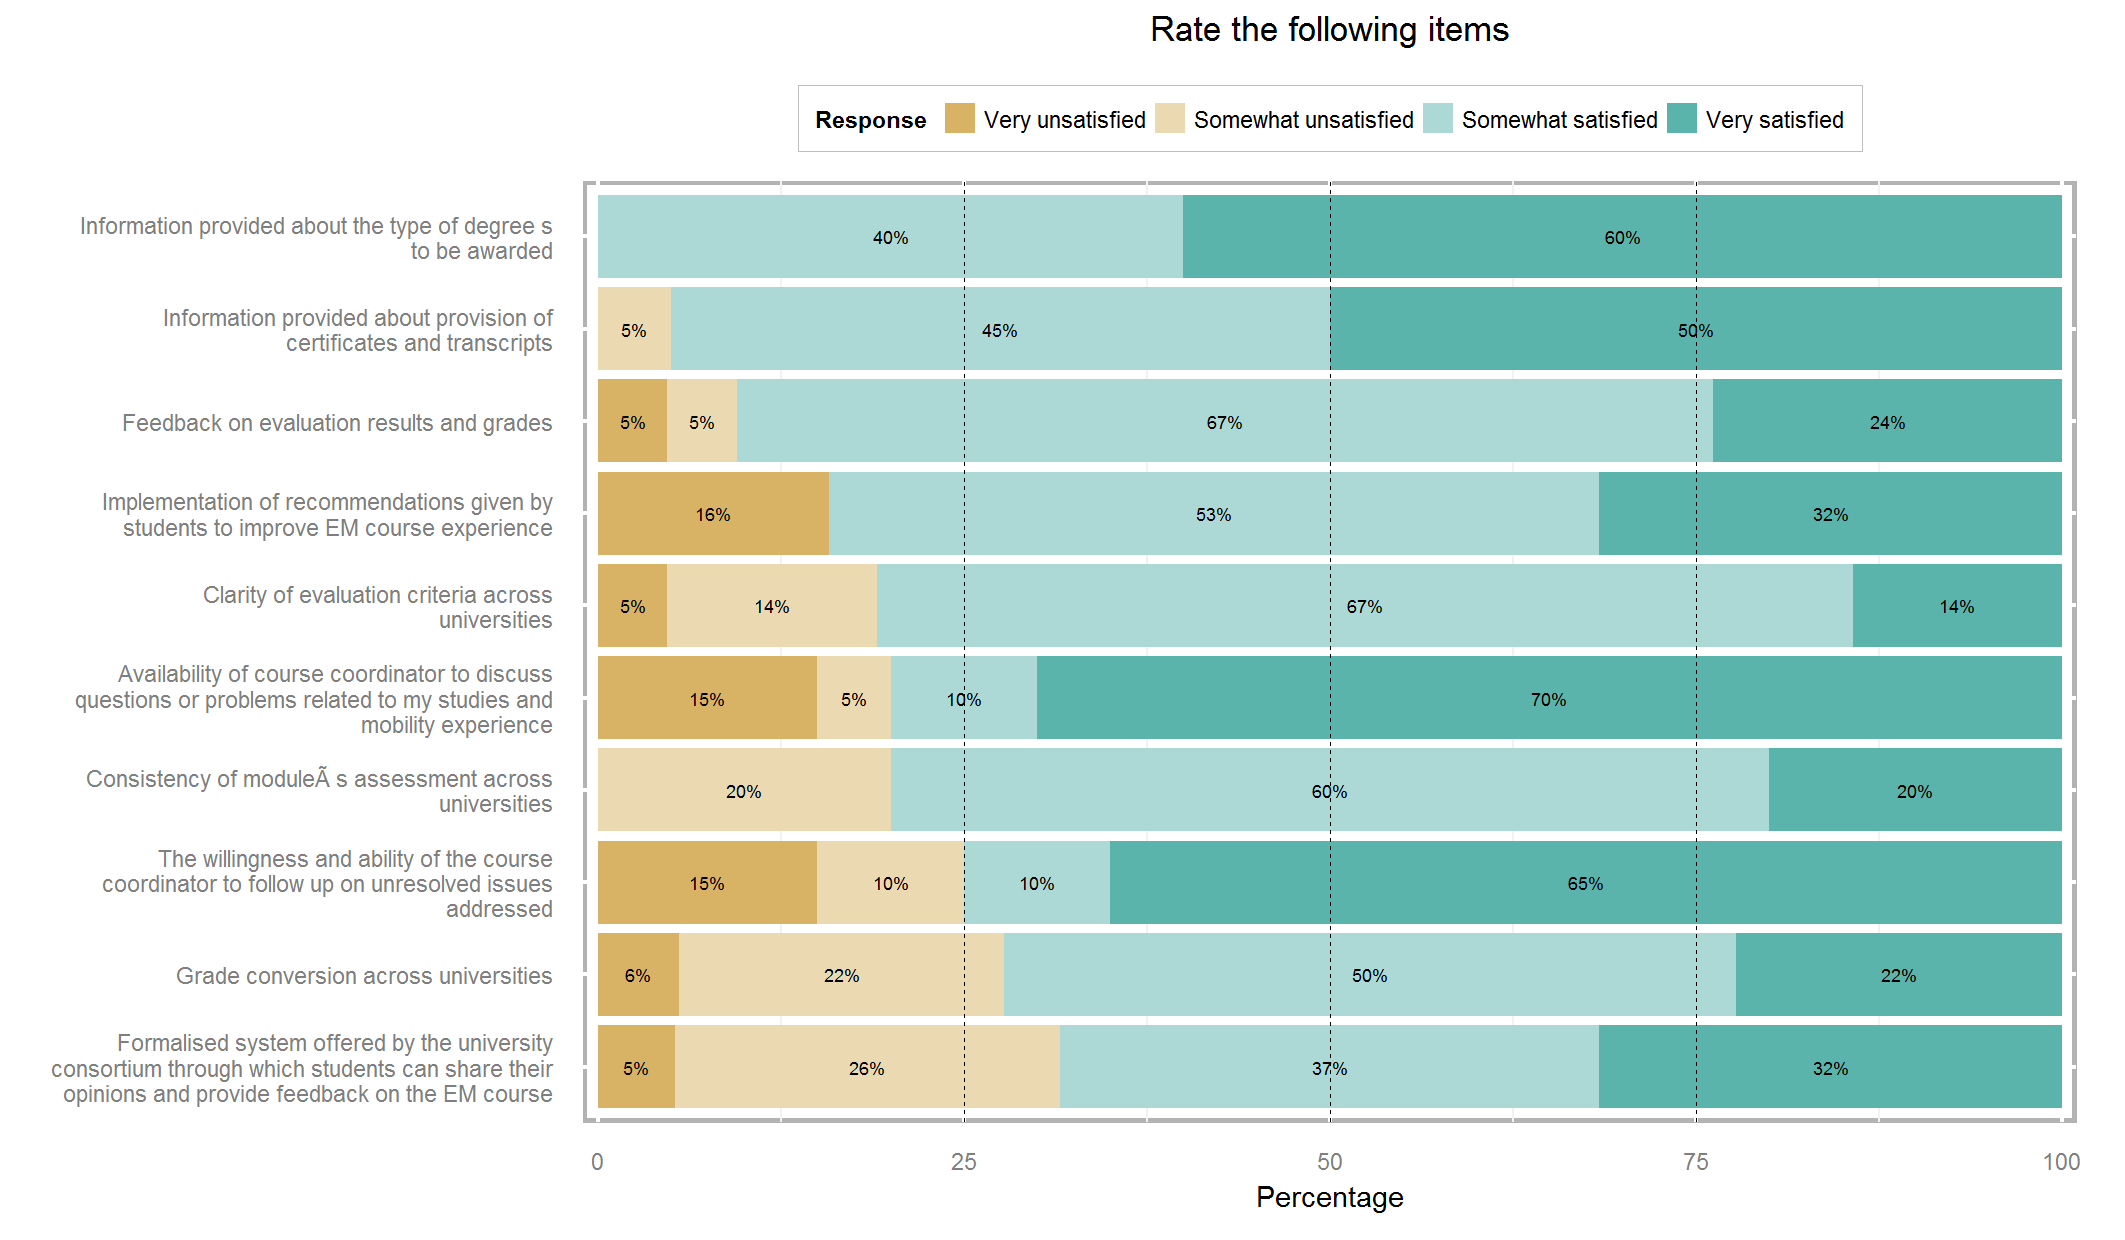 Rate the following items
Response Very unsatisfied Somewhat unsatisfied Somewhat satisfied Very satisfied
Information provided about the type of degree s
to be awarded
40% 60%
Information provided about provision of
certificates and transcripts
5% 45% 50%
Feedback on evaluation results and grades
5% 5% 67% 24%
Implementation of recommendations given by
students to improve EM course experience
16% 53% 32%
Clarity of evaluation criteria across
universities
5% 14% 67% 14%
Availability of course coordinator to discuss
questions or problems related to my studies and
mobility experience
15% 5% 10% 70%
Consistency of moduleÃ s assessment across
universities
20% 60% 20%
The willingness and ability of the course
coordinator to follow up on unresolved issues
addressed
15% 10% 10% 65%
Grade conversion across universities
6% 22% 50% 22%
Formalised system offered by the university
consortium through which students can share their
opinions and provide feedback on the EM course
5% 26% 37% 32%
0 25 50 75 100
Percentage